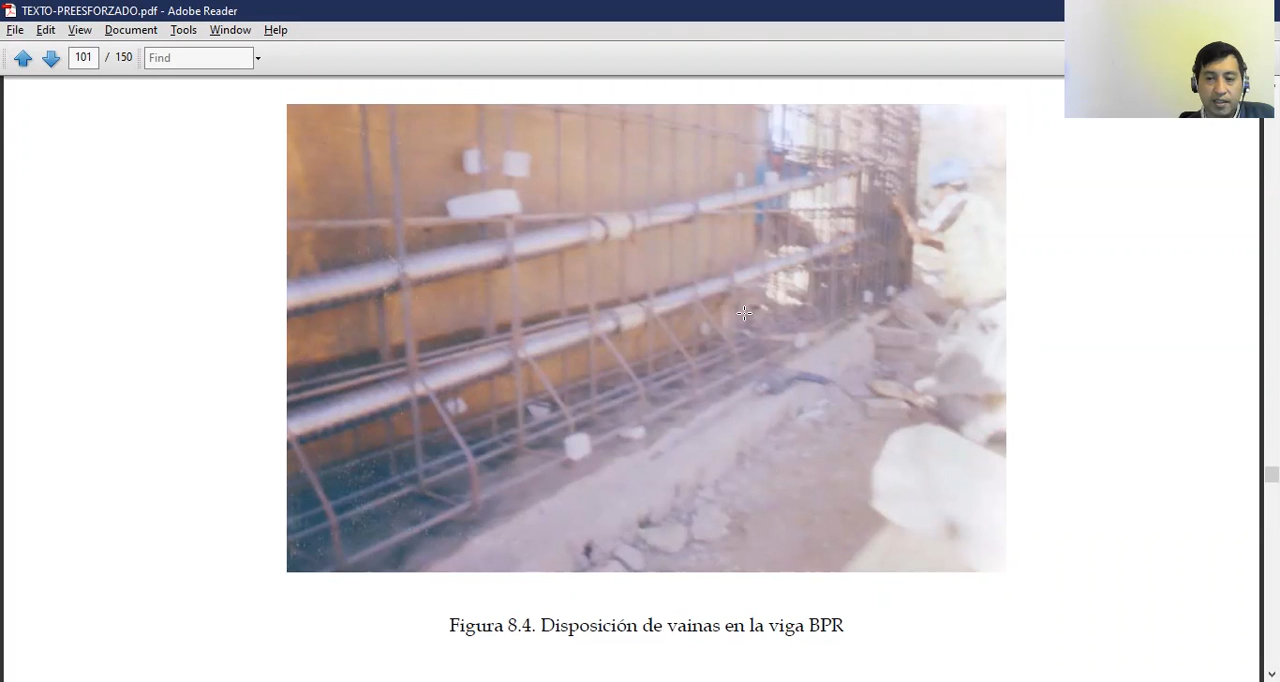 TEXTO-PREESFORZADO.pdf - Adobe Reader
File Edit View Document Tools Window Help
101 / 150 Find
Figura 8.4. Disposición de vainas en la viga BPR